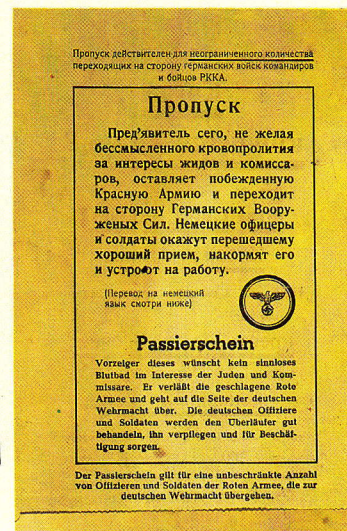 Пропуск действителен для неограниченного количества
переходящих на сторону германских войск командиров
и бойцов РККА.
Пропуск
Пред'явитель сего, не желая
бессмысленного кровопролития
за интересы жидов и комисса-
ров, оставляет побежденную
Красную Армию и переходит
на сторону Германских Воору-
женых Сил. Немецкие офицеры
и солдаты окажут перешедшему
хороший прием, накормят его
и устроют на работу.
(Перевод на немецкий
язык смотри ниже)
Passierschein
Vorzeiger dieses wünscht kein sinnloses
Blutbad im Interesse der Juden und Kom-
missare. Er verläßt die geschlagene Rote
Armee und geht auf die Seite der deutschen
Wehrmacht über. Die deutschen Offiziere
und Soldaten werden den Überläufer gut
behandeln, ihn verpflegen und für Beschäf-
tigung sorgen.
Der Passierschein gilt für eine unbeschränkte Anzahl
von Offizieren und Soldaten der Roten Armee, die zur
deutschen Wehrmacht übergehen.